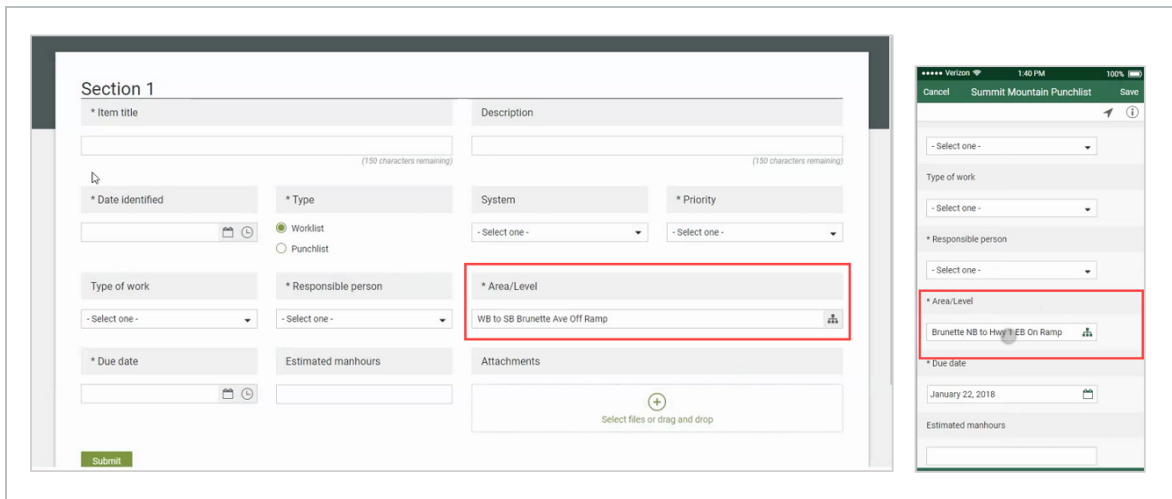 Section 1
* Item title
Description
(150 characters remaining)
(150 characters remaining)
* Date identified
* Type
System
* Priority
Worklist
Punchlist
- Select one -
- Select one -
Type of work
* Responsible person
* Area/Level
- Select one -
- Select one -
WB to SB Brunette Ave Off Ramp
* Due date
Estimated manhours
Attachments
Select files or drag and drop
Submit
Verizon 1:40 PM 100%
Cancel Summit Mountain Punchlist Save
- Select one -
Type of work
- Select one -
* Responsible person
- Select one -
* Area/Level
Brunette NB to Hwy 1 EB On Ramp
* Due date
January 22, 2018
Estimated manhours